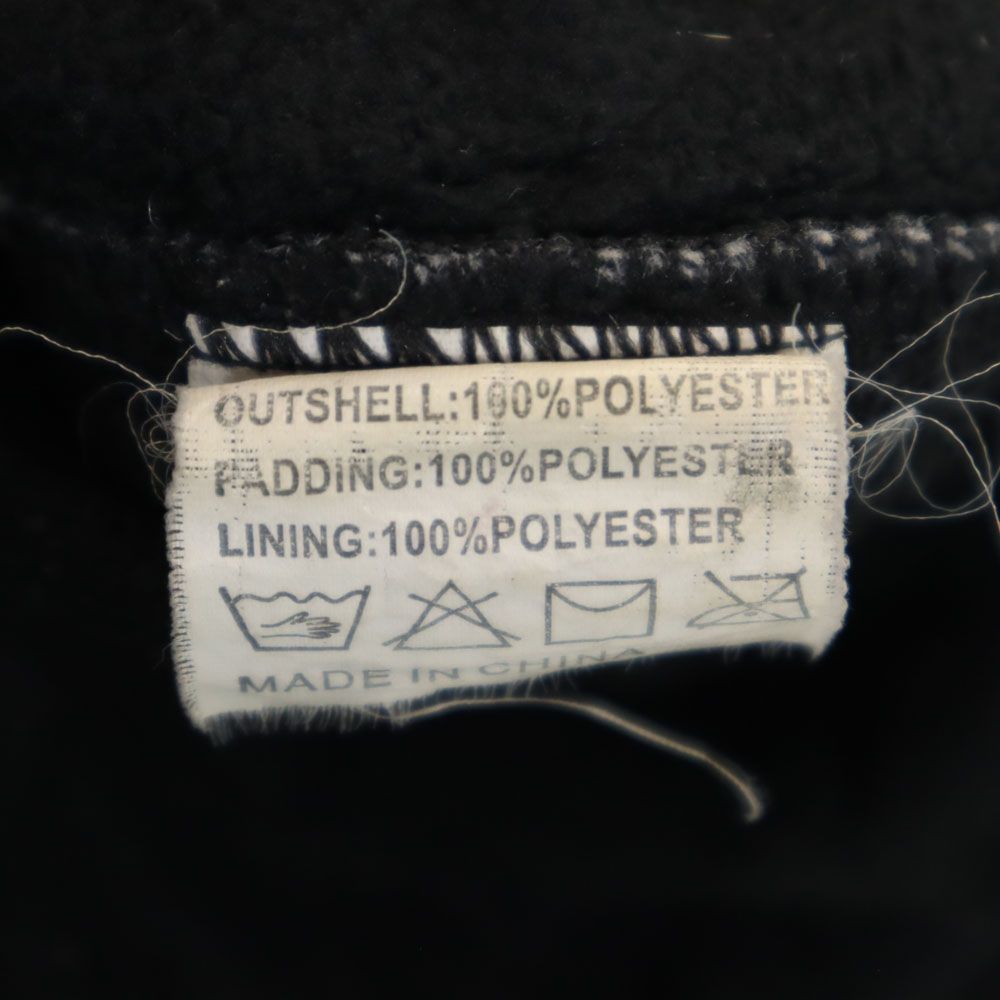 OUTSHELL:100%POLYESTER
PADDING:100%POLYESTER
LINING:100%POLYESTER
MADE IN CHINA